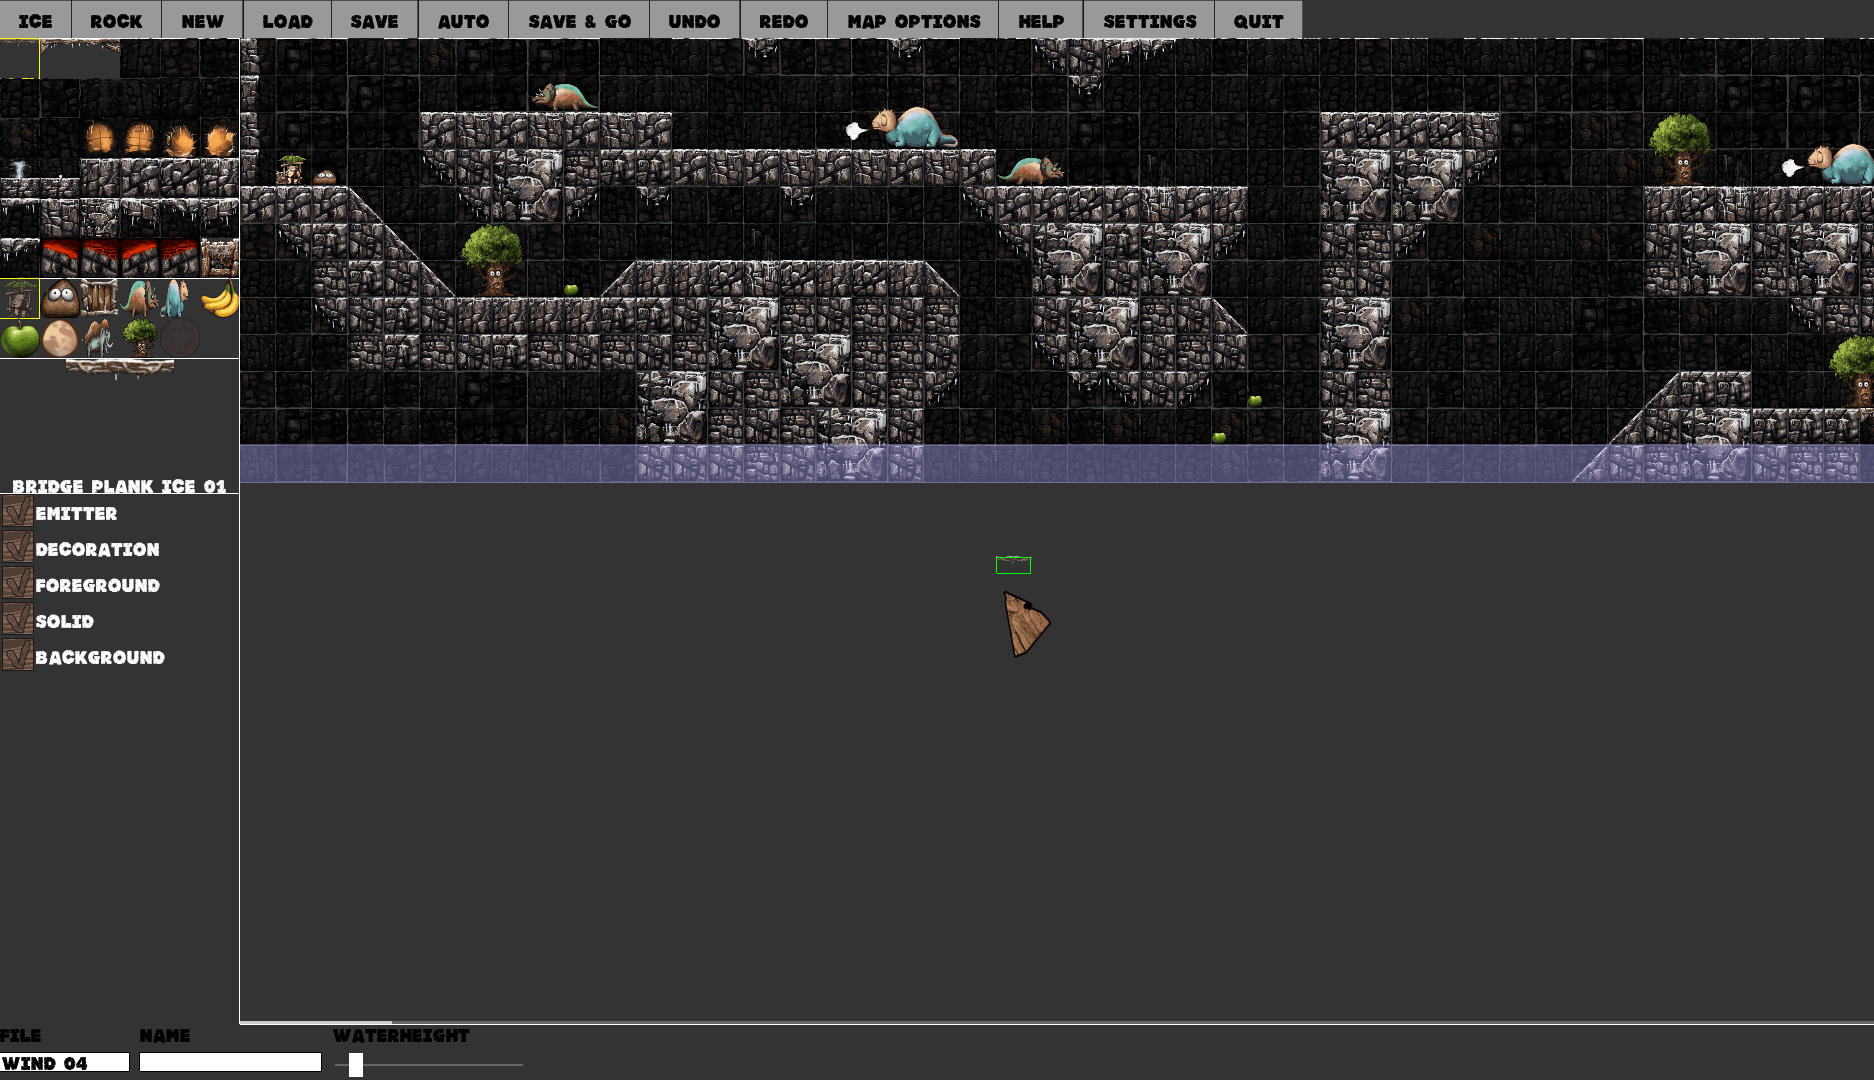 ICE ROCK NEW LOAD SAVE AUTO SAVE & GO UNDO REDO MAP OPTIONS HELP SETTINGS QUIT
BRIDGE PLANK ICE 01
EMITTER
DECORATION
FOREGROUND
SOLID
BACKGROUND
FILE NAME WATERHEIGHT
WIND 04